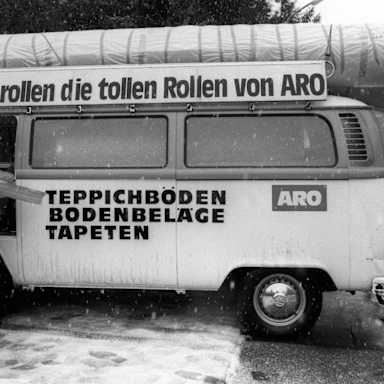 rollen die tollen Rollen von ARO
TEPPICHBÖDEN
BODENBELÄGE
TAPETEN
ARO